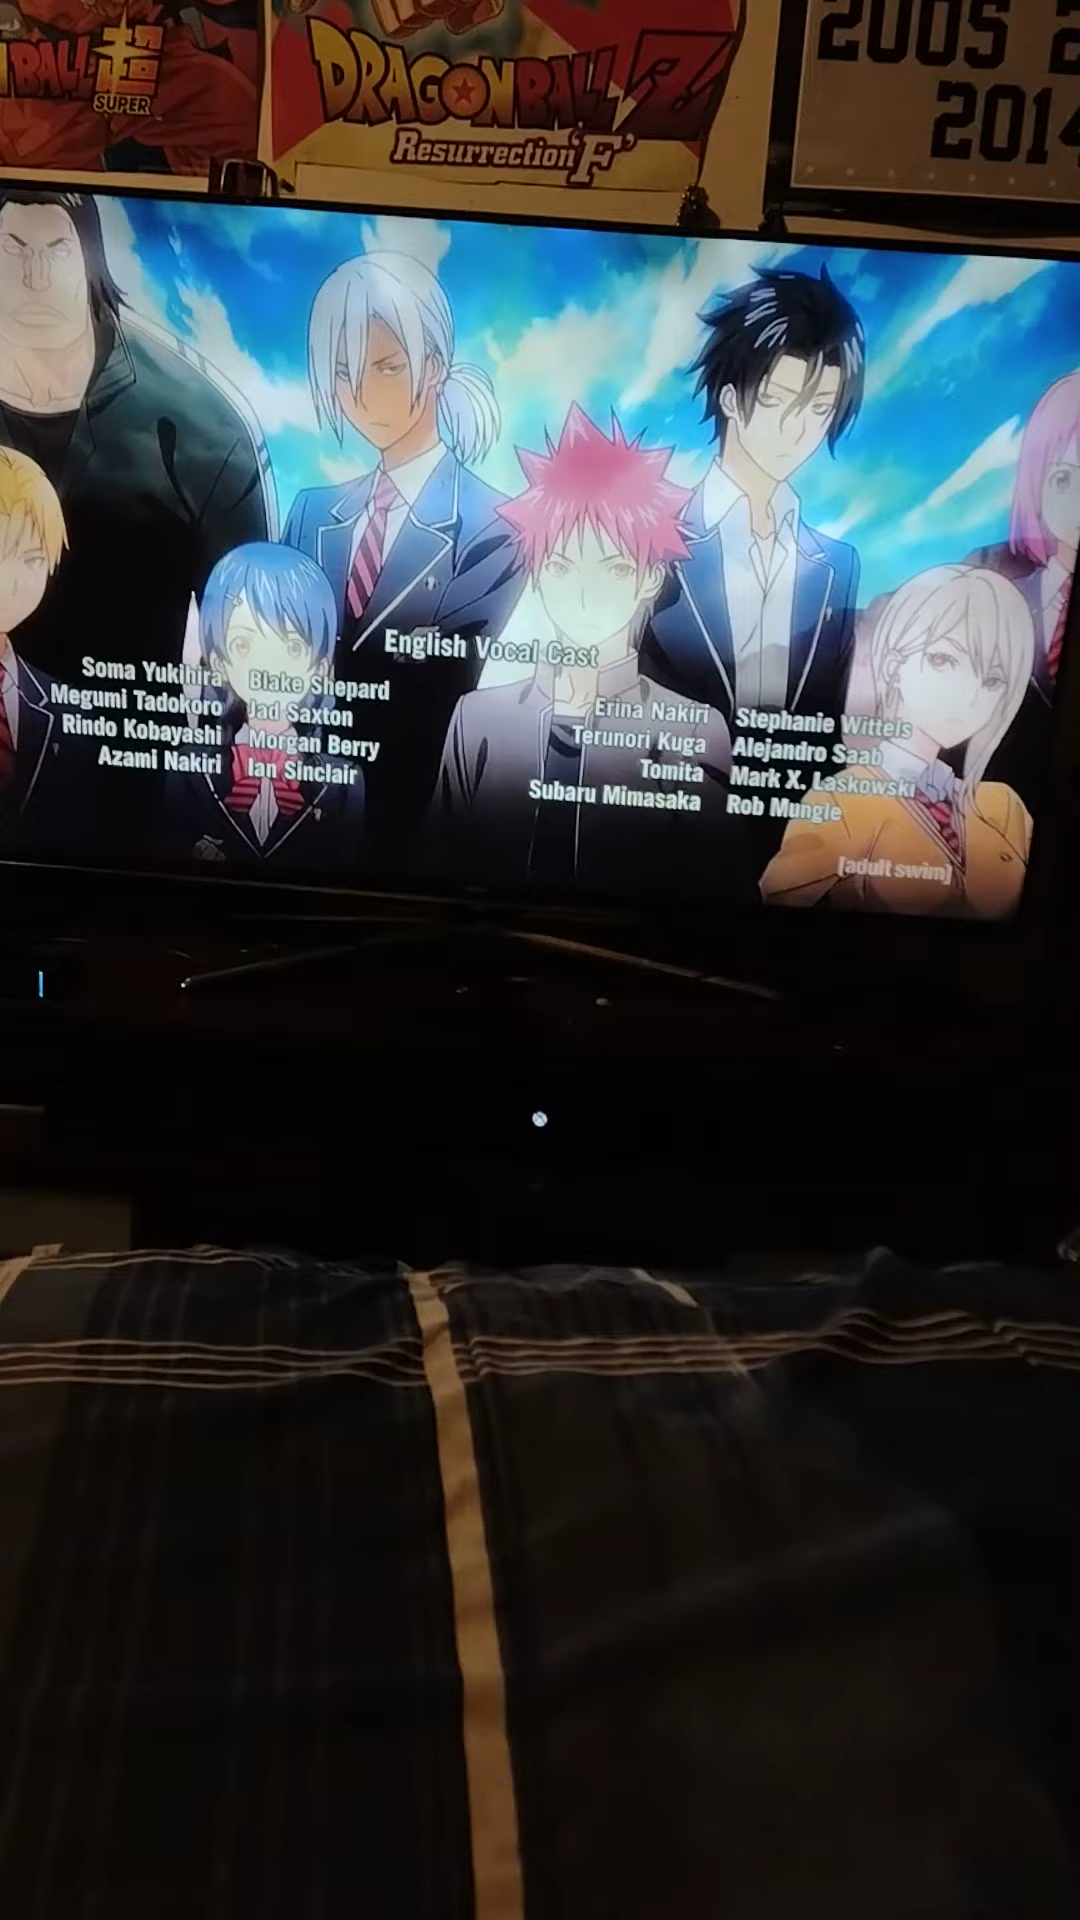 BALL 超
SUPER
DRAGONBALL Z
Resurrection 'F'
2005
2014
English Vocal Cast
Soma Yukihira Blake Shepard
Megumi Tadokoro Jad Saxton
Rindo Kobayashi Morgan Berry
Azami Nakiri Ian Sinclair
Erina Nakiri Stephanie Wittels
Terunori Kuga Alejandro Saab
Tomita Mark X. Laskowski
Subaru Mimasaka Rob Mungle
[adult swim]